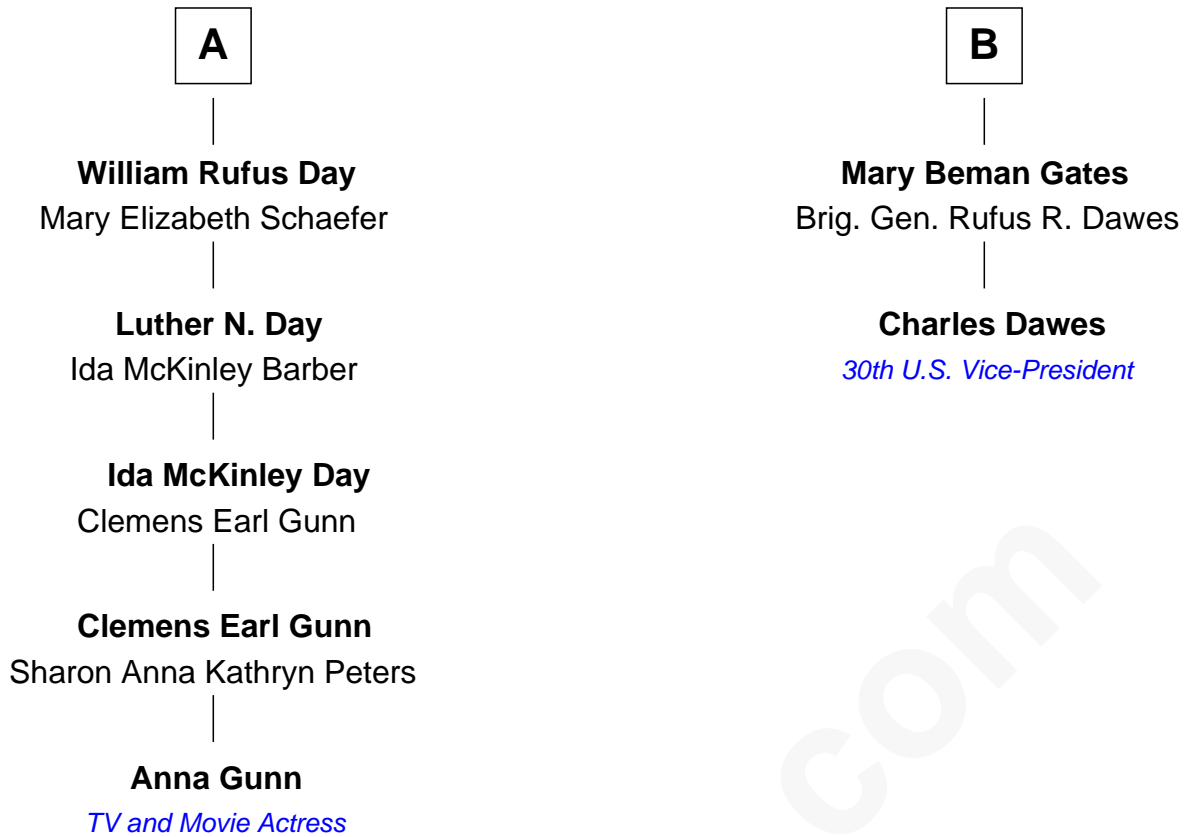 A
William Rufus Day
Mary Elizabeth Schaefer
Luther N. Day
Ida McKinley Barber
Ida McKinley Day
Clemens Earl Gunn
Clemens Earl Gunn
Sharon Anna Kathryn Peters
Anna Gunn
TV and Movie Actress
B
Mary Beman Gates
Brig. Gen. Rufus R. Dawes
Charles Dawes
30th U.S. Vice-President
com